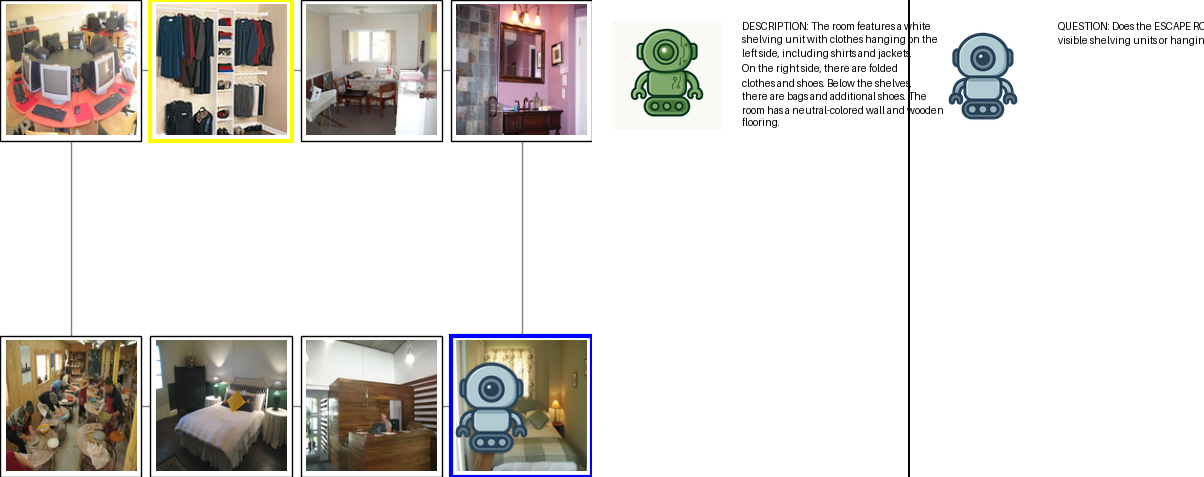 DESCRIPTION: The room features a white
shelving unit with clothes hanging on the
left side, including shirts and jackets.
On the right side, there are folded
clothes and shoes. Below the shelves,
there are bags and additional shoes. The
room has a neutral-colored wall and wooden
flooring.
QUESTION: Does the ESCAPE RO
visible shelving units or hangin